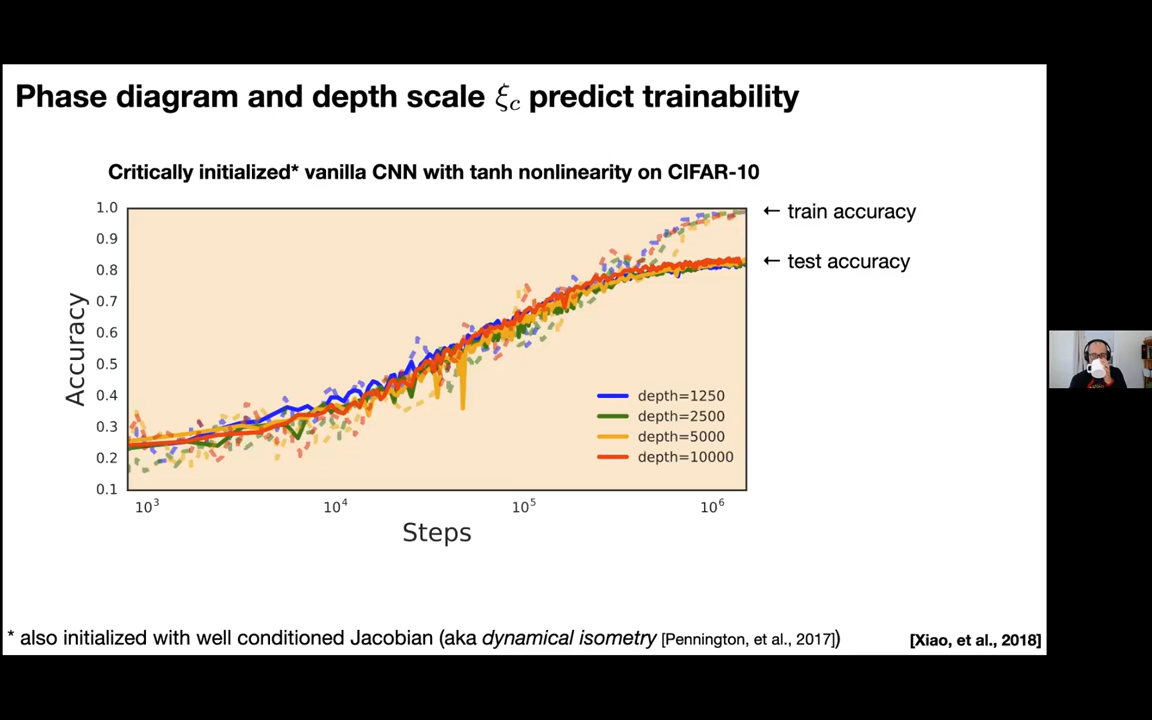 Phase diagram and depth scale ξc predict trainability
Critically initialized* vanilla CNN with tanh nonlinearity on CIFAR-10
1.0
← train accuracy
0.9
0.8
← test accuracy
0.7
0.6
0.5
0.4
0.3
0.2
0.1
Accuracy
depth=1250
depth=2500
depth=5000
depth=10000
10³
10⁴
10⁵
10⁶
Steps
* also initialized with well conditioned Jacobian (aka dynamical isometry [Pennington, et al., 2017])
[Xiao, et al., 2018]